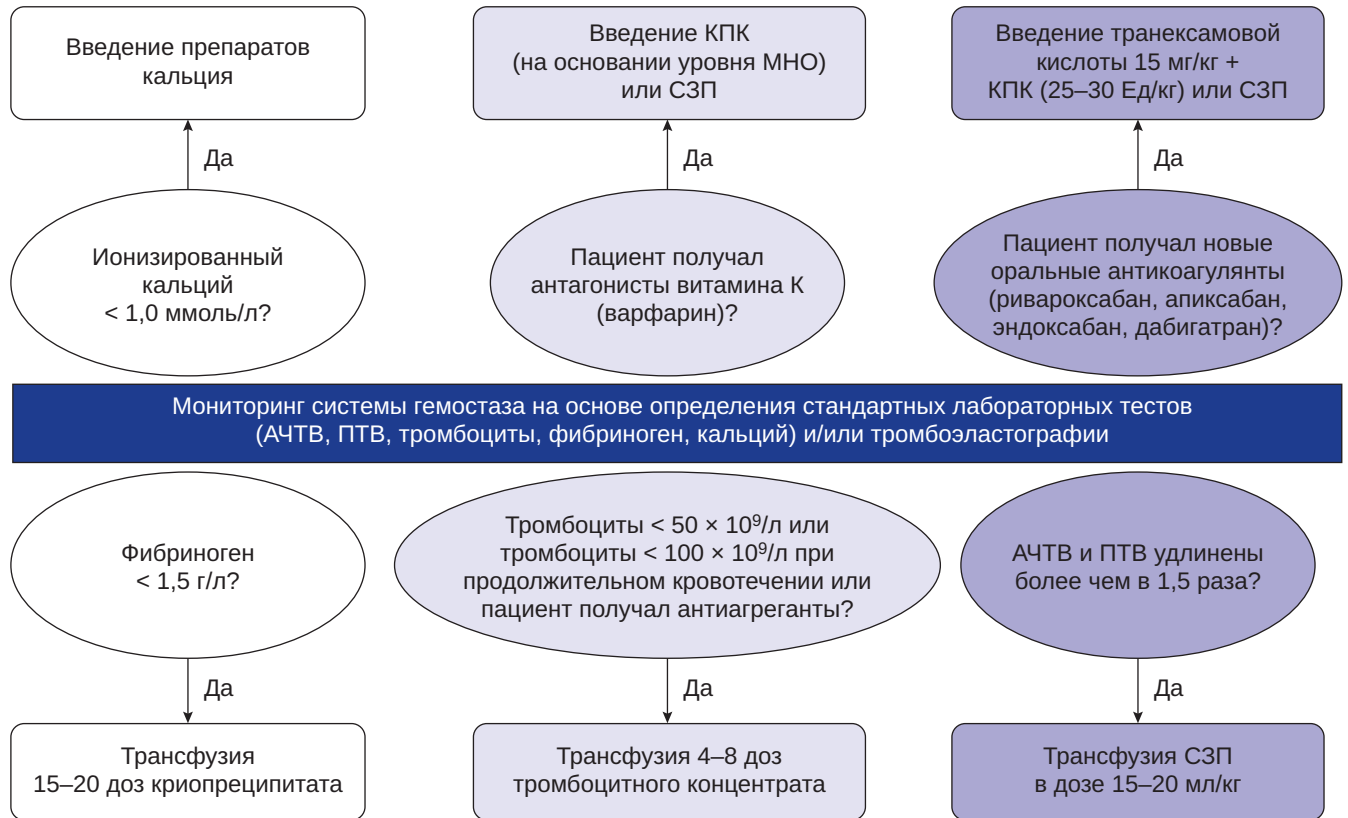 Введение препаратов
кальция
Введение КПК
(на основании уровня МНО)
или СЗП
Введение транексамовой
кислоты 15 мг/кг +
КПК (25–30 Ед/кг) или СЗП
Да
Да
Да
Ионизированный
кальций
< 1,0 ммоль/л?
Пациент получал
антагонисты витамина К
(варфарин)?
Пациент получал новые
оральные антикоагулянты
(ривароксабан, апиксабан,
эндоксабан, дабигатран)?
Мониторинг системы гемостаза на основе определения стандартных лабораторных тестов
(АЧТВ, ПТВ, тромбоциты, фибриноген, кальций) и/или тромбоэластографии
Фибриноген
< 1,5 г/л?
Тромбоциты < 50 × 10⁹/л или
тромбоциты < 100 × 10⁹/л при
продолжительном кровотечении или
пациент получал антиагреганты?
АЧТВ и ПТВ удлинены
более чем в 1,5 раза?
Да
Да
Да
Трансфузия
15–20 доз криопреципитата
Трансфузия 4–8 доз
тромбоцитного концентрата
Трансфузия СЗП
в дозе 15–20 мл/кг